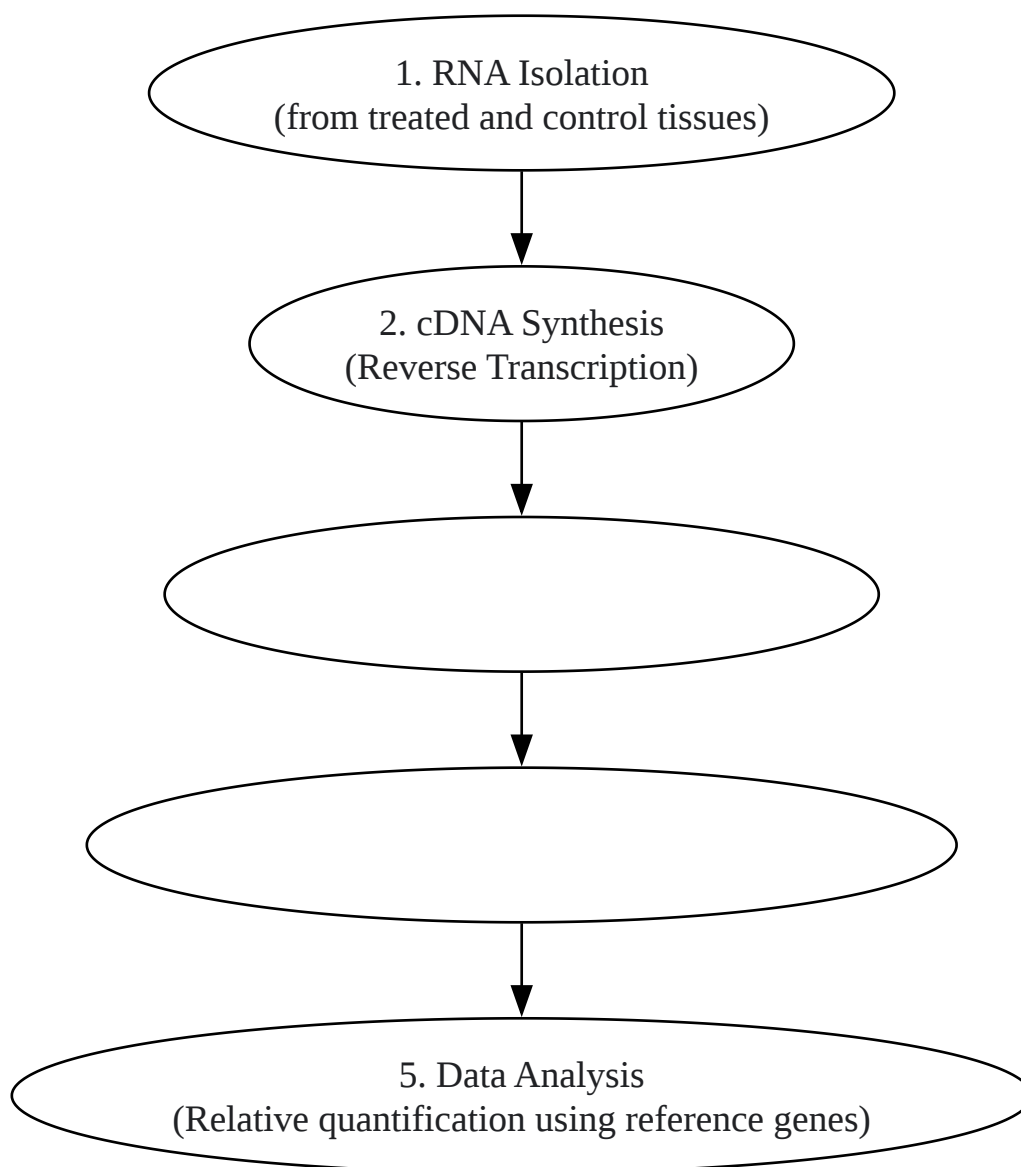 1. RNA Isolation
(from treated and control tissues)
2. cDNA Synthesis
(Reverse Transcription)
5. Data Analysis
(Relative quantification using reference genes)